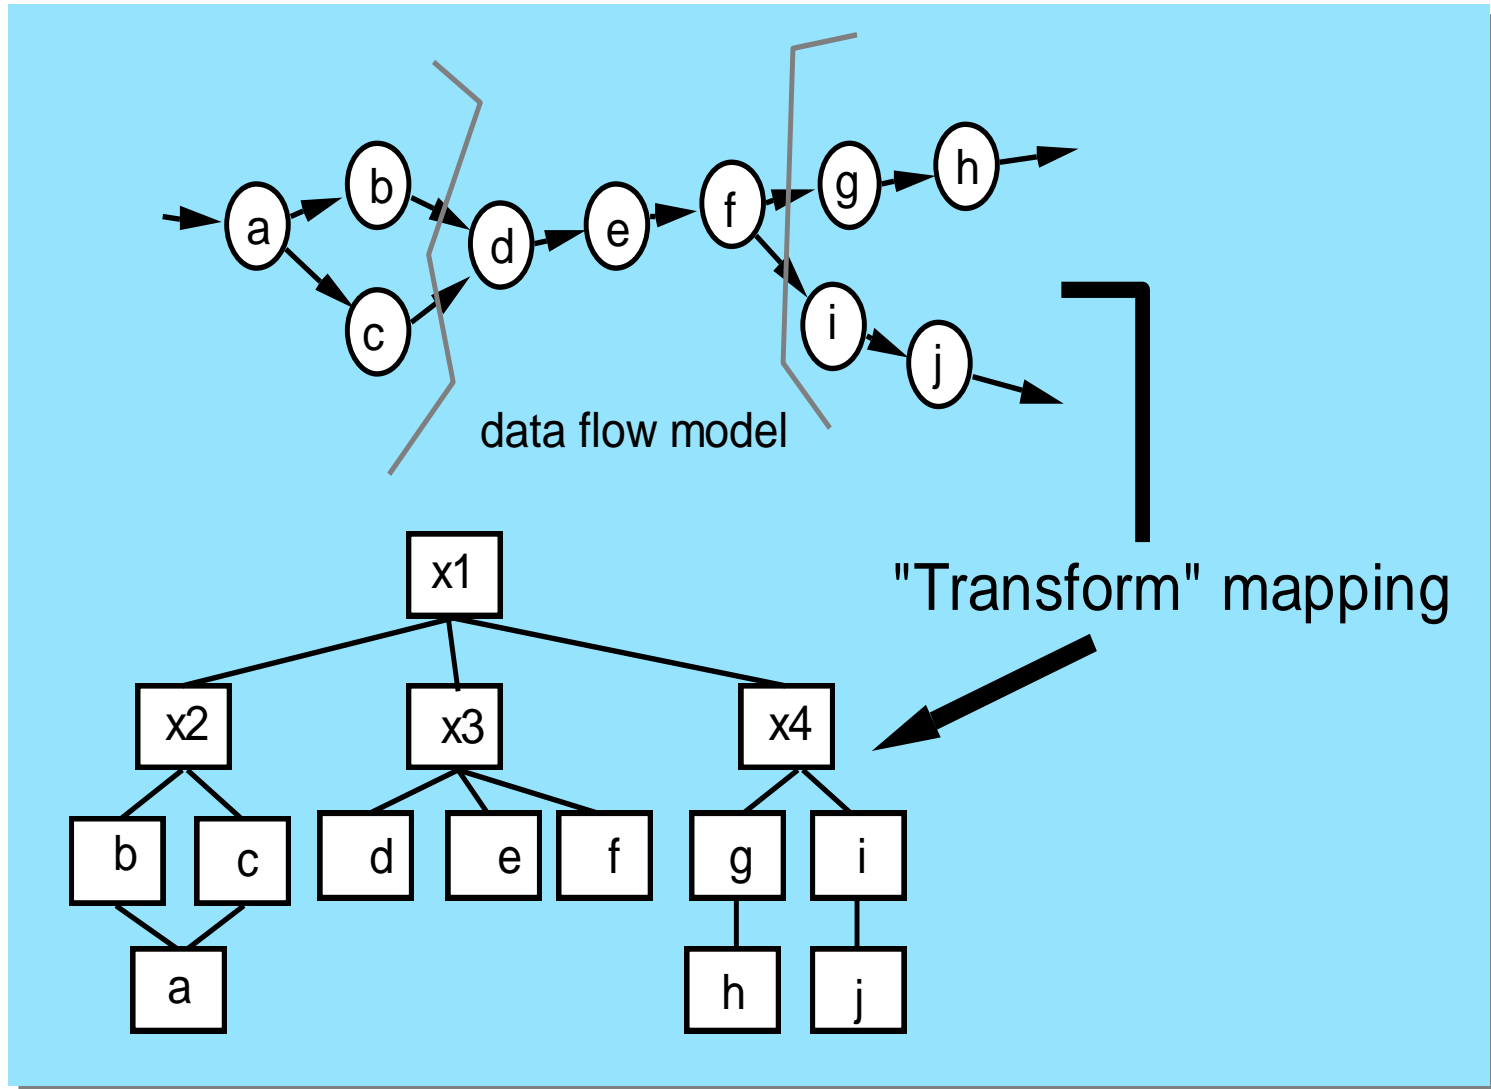 a
b
c
d
e
f
g
h
i
j
data flow model
"Transform" mapping
x1
x2
x3
x4
b
c
d
e
f
g
i
a
h
j